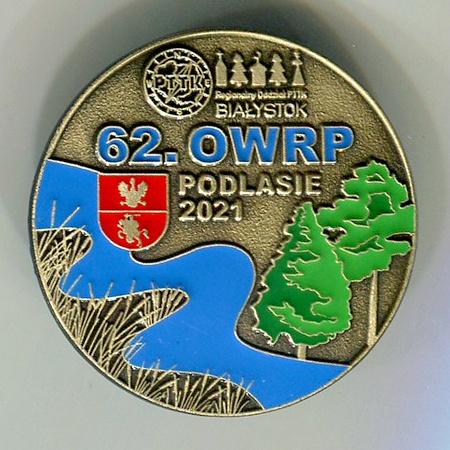 PTTK
Regionalny Oddział PTTK
BIAŁYSTOK
62. OWRP
PODLASIE
2021